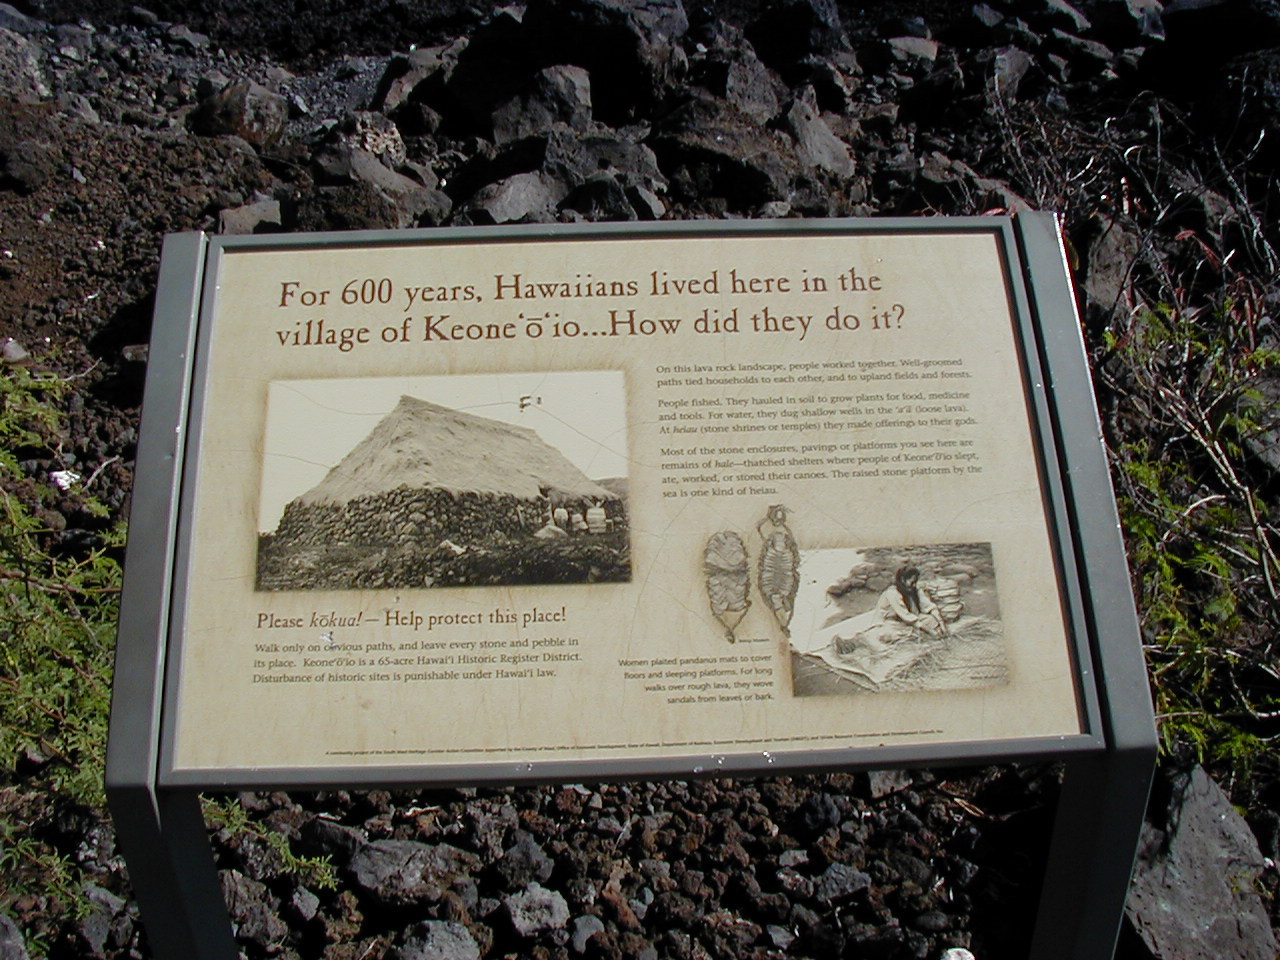 For 600 years, Hawaiians lived here in the
village of Keone‘ō‘io...How did they do it?
On this lava rock landscape, people worked together. Well-groomed
paths tied households to each other, and to upland fields and forests.
People fished. They hauled in soil to grow plants for food, medicine
and tools. For water, they dug shallow wells in the ‘a‘ā (loose lava).
At heiau (stone shrines or temples) they made offerings to their gods.
Most of the stone enclosures, pavings or platforms you see here are
remains of hale—thatched shelters where people of Keone‘ō‘io slept,
ate, worked, or stored their canoes. The raised stone platform by the
sea is one kind of heiau.
Please kōkua!— Help protect this place!
Walk only on obvious paths, and leave every stone and pebble in
its place. Keone‘ō‘io is a 65-acre Hawai‘i Historic Register District.
Disturbance of historic sites is punishable under Hawai‘i law.
Women plaited pandanus mats to cover
floors and sleeping platforms. For long
walks over rough lava, they wove
sandals from leaves or bark.